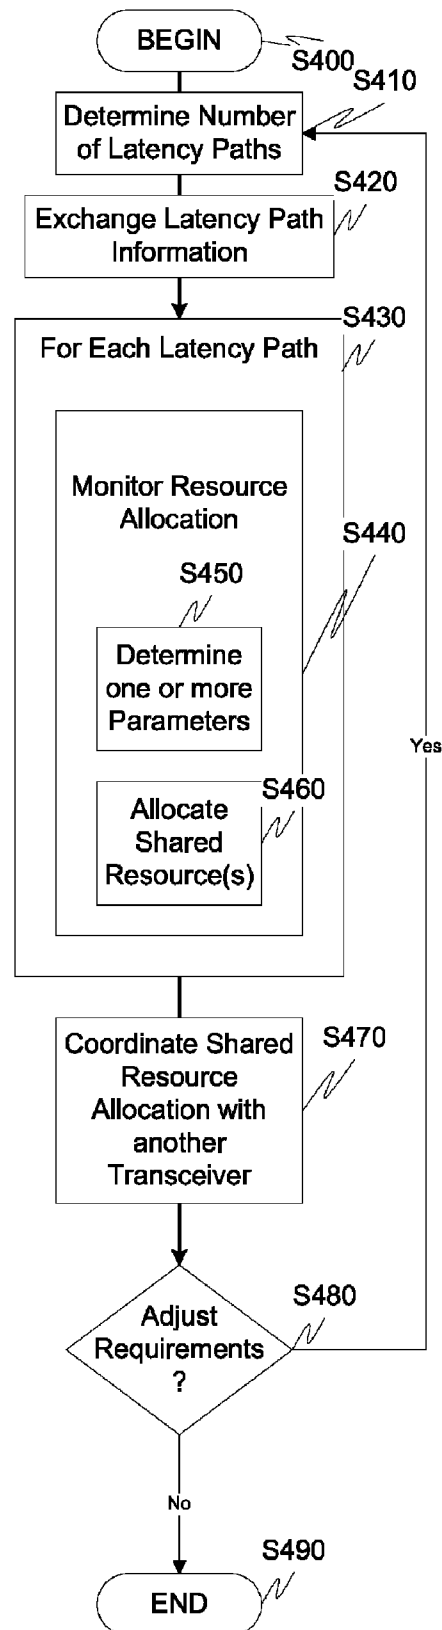 BEGIN
S400
S410
Determine Number
of Latency Paths
S420
Exchange Latency Path
Information
S430
For Each Latency Path
Monitor Resource
Allocation
S440
S450
Determine
one or more
Parameters
Yes
S460
Allocate
Shared
Resource(s)
Coordinate Shared
Resource
Allocation with
another
Transceiver
S470
S480
Adjust
Requirements
?
No
S490
END